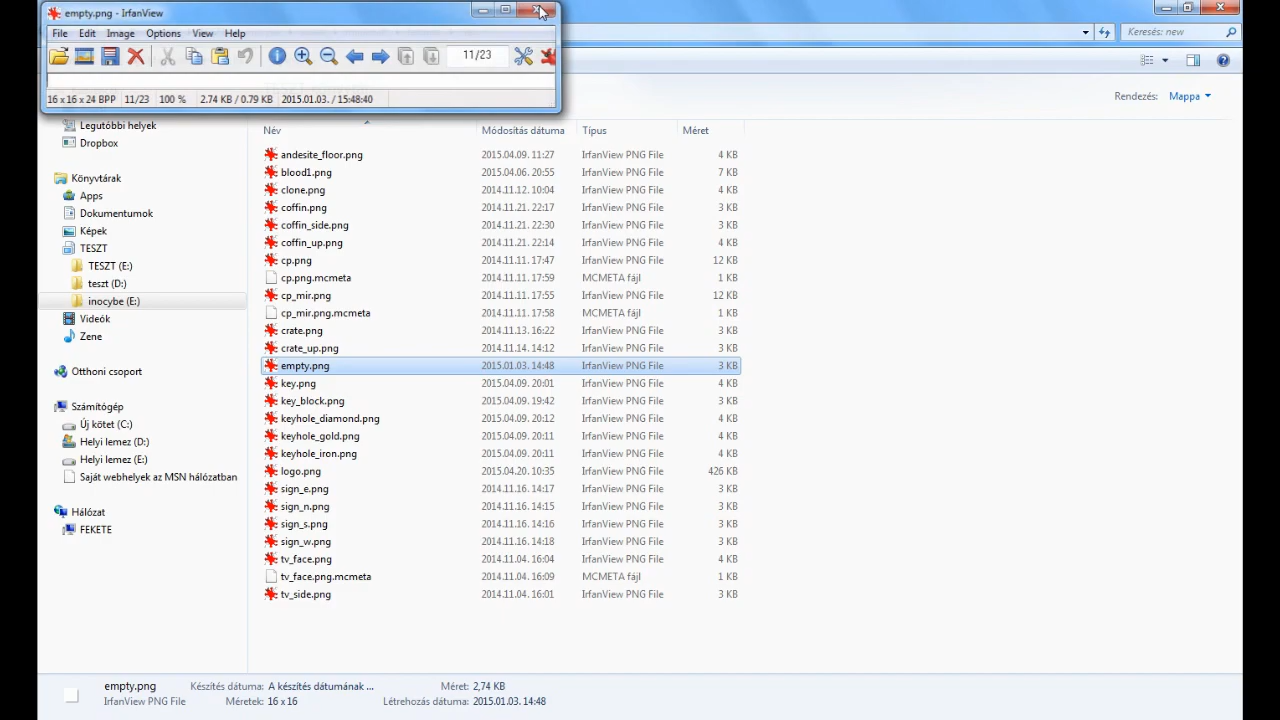 empty.png - IrfanView
File Edit Image Options View Help
11/23
16 x 16 x 24 BPP 11/23 100 % 2.74 KB / 0.79 KB 2015.01.03. / 15:48:40
Keresés: new
Rendezés: Mappa
Legutóbbi helyek
Dropbox
Könyvtárak
Apps
Dokumentumok
Képek
TESZT
TESZT (E:)
teszt (D:)
inocybe (E:)
Videók
Zene
Otthoni csoport
Számítógép
Új kötet (C:)
Helyi lemez (D:)
Helyi lemez (E:)
Saját webhelyek az MSN hálózatban
Hálózat
FEKETE
Név Módosítás dátuma Típus Méret
andesite_floor.png 2015.04.09. 11:27 IrfanView PNG File 4 KB
blood1.png 2015.04.06. 20:55 IrfanView PNG File 7 KB
clone.png 2014.11.12. 10:04 IrfanView PNG File 4 KB
coffin.png 2014.11.21. 22:17 IrfanView PNG File 3 KB
coffin_side.png 2014.11.21. 22:30 IrfanView PNG File 3 KB
coffin_up.png 2014.11.21. 22:14 IrfanView PNG File 4 KB
cp.png 2014.11.11. 17:47 IrfanView PNG File 12 KB
cp.png.mcmeta 2014.11.11. 17:59 MCMETA fájl 1 KB
cp_mir.png 2014.11.11. 17:55 IrfanView PNG File 12 KB
cp_mir.png.mcmeta 2014.11.11. 17:58 MCMETA fájl 1 KB
crate.png 2014.11.13. 16:22 IrfanView PNG File 3 KB
crate_up.png 2014.11.14. 14:12 IrfanView PNG File 3 KB
empty.png 2015.01.03. 14:48 IrfanView PNG File 3 KB
key.png 2015.04.09. 20:01 IrfanView PNG File 4 KB
key_block.png 2015.04.09. 19:42 IrfanView PNG File 3 KB
keyhole_diamond.png 2015.04.09. 20:12 IrfanView PNG File 4 KB
keyhole_gold.png 2015.04.09. 20:11 IrfanView PNG File 4 KB
keyhole_iron.png 2015.04.09. 20:11 IrfanView PNG File 4 KB
logo.png 2015.04.20. 10:35 IrfanView PNG File 426 KB
sign_e.png 2014.11.16. 14:17 IrfanView PNG File 3 KB
sign_n.png 2014.11.16. 14:15 IrfanView PNG File 3 KB
sign_s.png 2014.11.16. 14:16 IrfanView PNG File 3 KB
sign_w.png 2014.11.16. 14:18 IrfanView PNG File 3 KB
tv_face.png 2014.11.04. 16:04 IrfanView PNG File 4 KB
tv_face.png.mcmeta 2014.11.04. 16:09 MCMETA fájl 1 KB
tv_side.png 2014.11.04. 16:01 IrfanView PNG File 3 KB
empty.png Készítés dátuma: A készítés dátumának ... Méret: 2,74 KB
IrfanView PNG File Méretek: 16 x 16 Létrehozás dátuma: 2015.01.03. 14:48